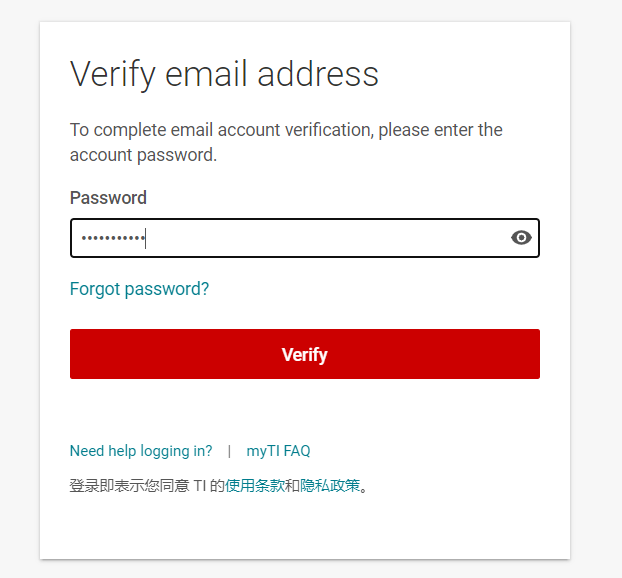 Verify email address
To complete email account verification, please enter the
account password.
Password
•••••••••••
Forgot password?
Verify
Need help logging in? | myTI FAQ
登录即表示您同意 TI 的使用条款和隐私政策。